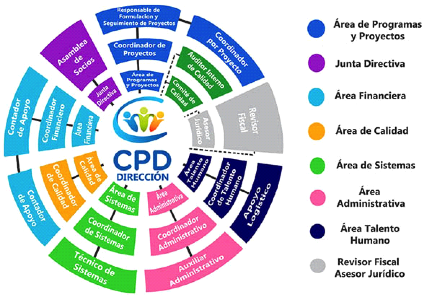 Responsable de
Formulación y
Seguimiento de Proyectos
Coordinador
de Proyectos
Área de
Programas
y Proyectos
Coordinador
por Proyecto
Auditor Interno
de Calidad
Comité de
Calidad
Revisor
Fiscal
Asesor
Jurídico
Área
Talento
Humano
Coordinador
de Talento
Humano
Apoyo
Logístico
Área
Administrativa
Coordinador
Administrativo
Auxiliar
Administrativo
Área de
Sistemas
Coordinador
de Sistemas
Técnico de
Sistemas
Área de
Calidad
Coordinador
de Calidad
Contador
de Apoyo
Área
Financiera
Coordinador
Financiero
Contador
de Apoyo
Junta
Directiva
Asamblea
de Socios
CPD
DIRECCIÓN
Área de Programas
y Proyectos
Junta Directiva
Área Financiera
Área de Calidad
Área de Sistemas
Área
Administrativa
Área Talento
Humano
Revisor Fiscal
Asesor Jurídico